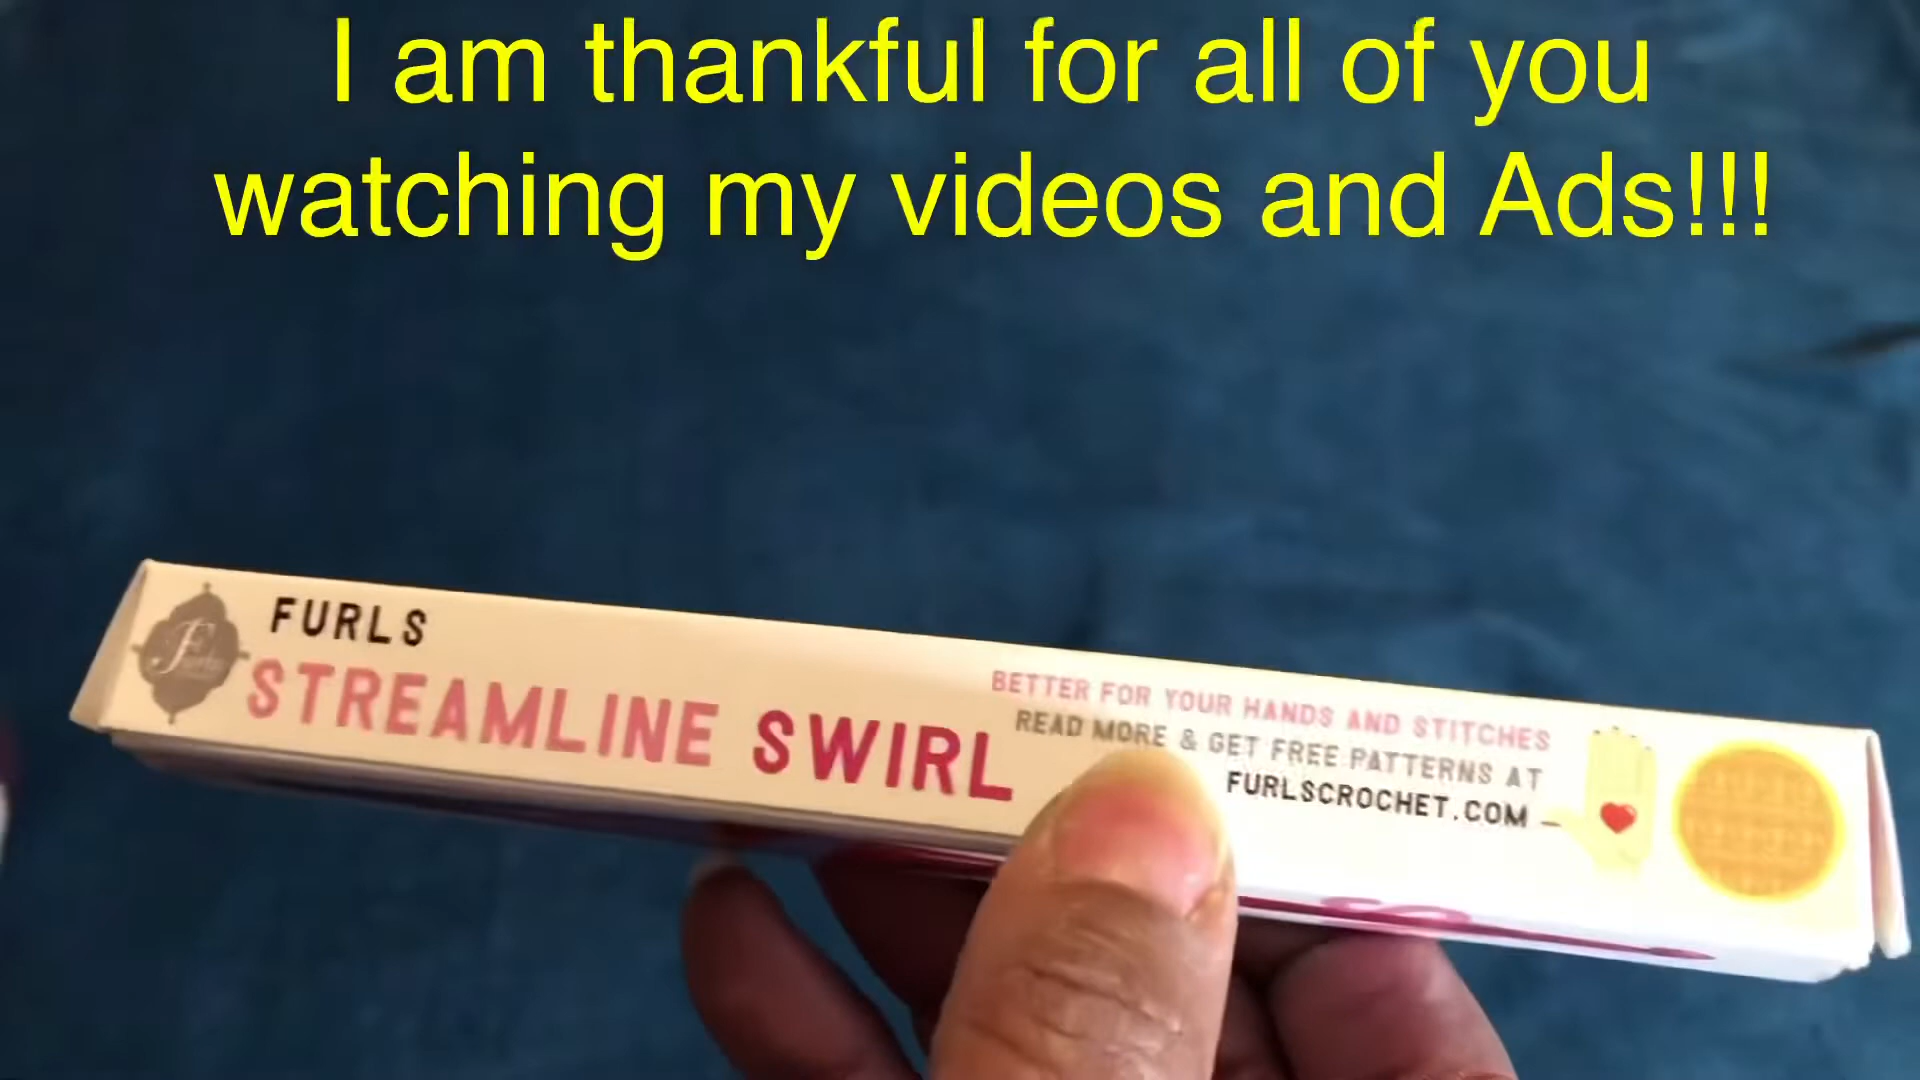 I am thankful for all of you
watching my videos and Ads!!!
FURLS
STREAMLINE SWIRL
BETTER FOR YOUR HANDS AND STITCHES
READ MORE & GET FREE PATTERNS AT
FURLSCROCHET.COM —
Furls